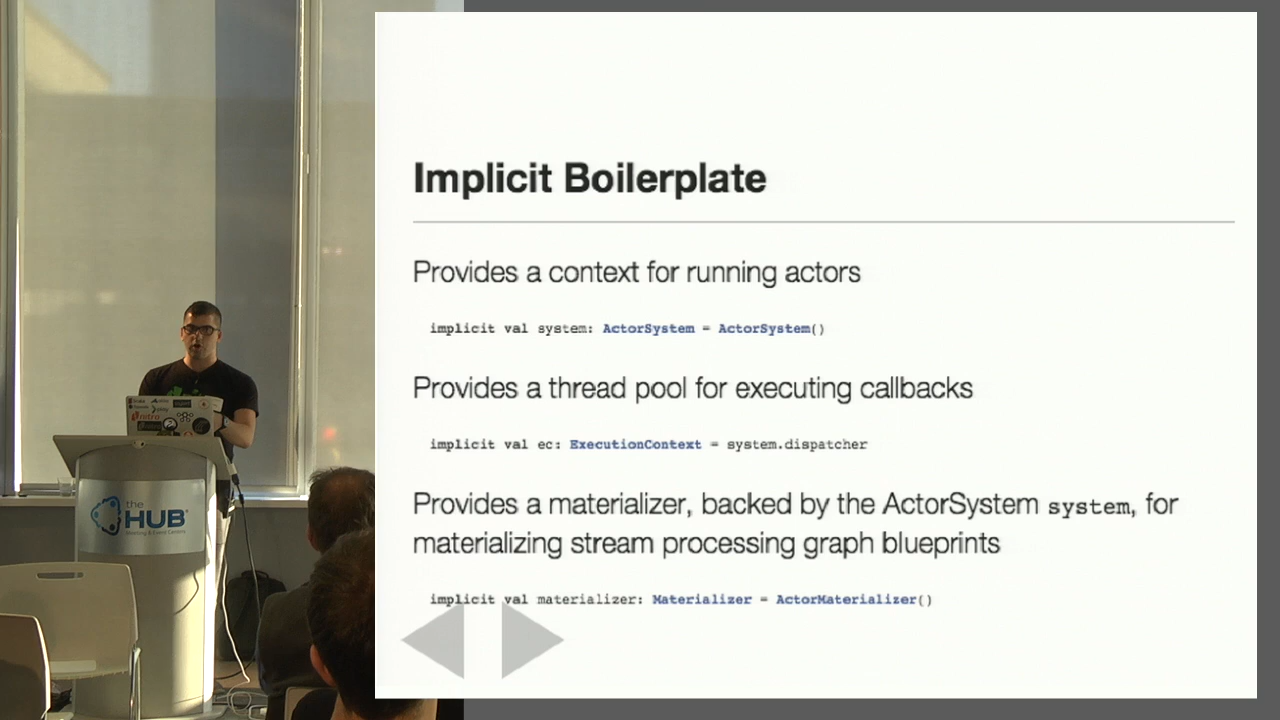 Implicit Boilerplate
Provides a context for running actors
implicit val system: ActorSystem = ActorSystem()
Provides a thread pool for executing callbacks
implicit val ec: ExecutionContext = system.dispatcher
Provides a materializer, backed by the ActorSystem system, for
materializing stream processing graph blueprints
implicit val materializer: Materializer = ActorMaterializer()
nitro
the
HUB